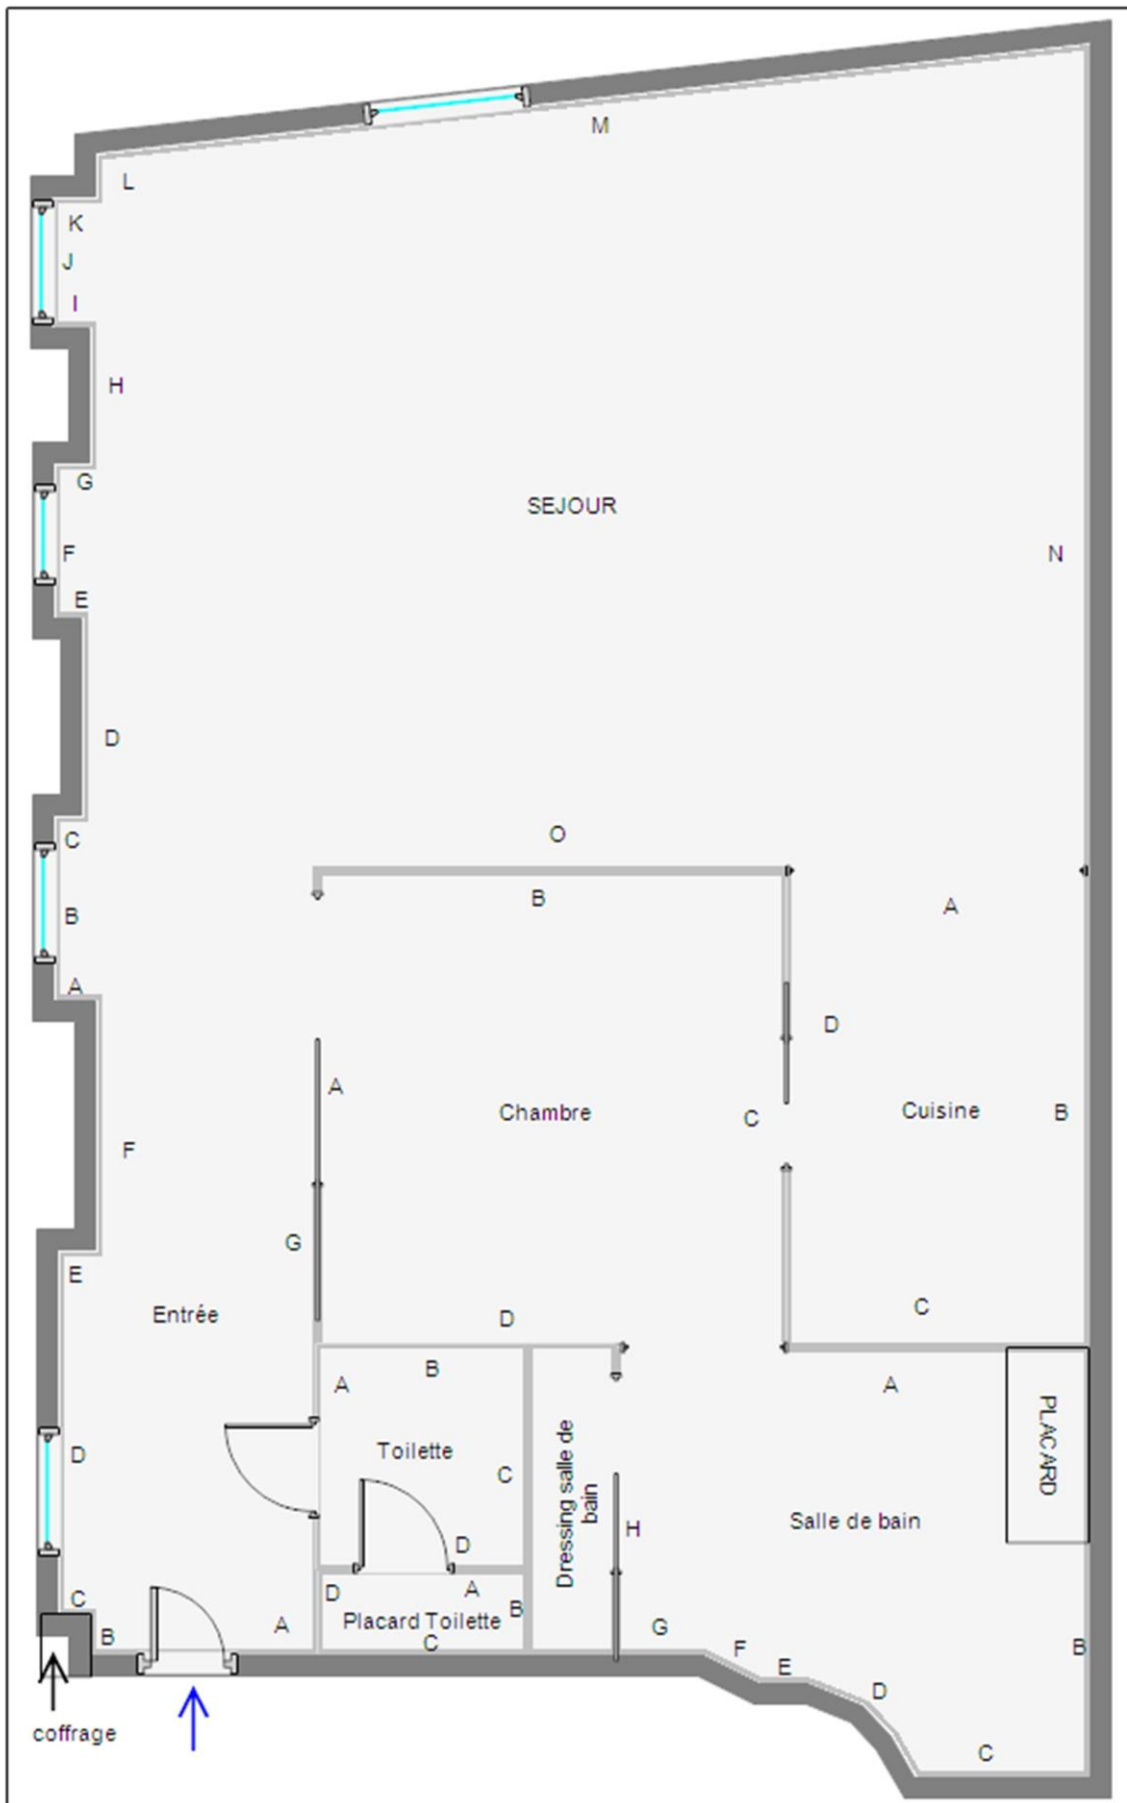 M
L
K
J
I
H
G
SEJOUR
F
N
E
D
O
C
B
A
B
A
D
A
Chambre
C
Cuisine
B
F
G
E
C
Entrée
D
B
A
A
PLACARD
D
Toilette
C
Dressing salle de
bain
Salle de bain
H
D
C
D
A
B
Placard Toilette
B
A
C
G
F
E
B
D
C
coffrage